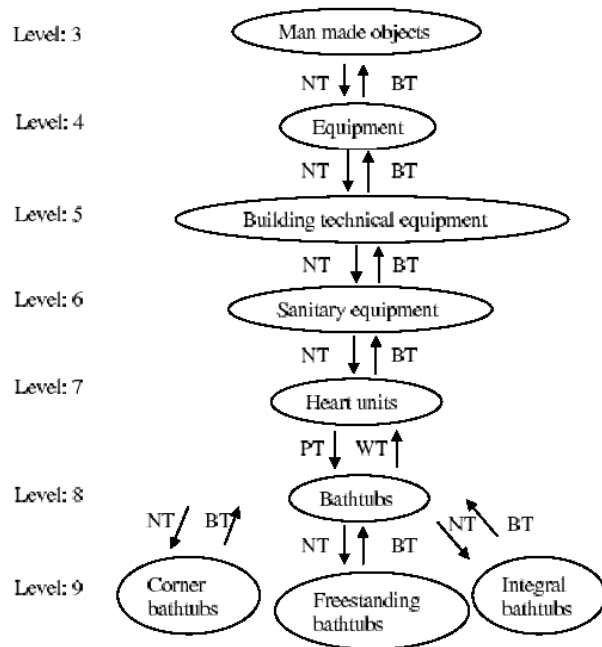 Level: 3 Man made objects
NT BT
Level: 4 Equipment
NT BT
Level: 5 Building technical equipment
NT BT
Level: 6 Sanitary equipment
NT BT
Level: 7 Heart units
PT WT
Level: 8 Bathtubs
NT BT NT BT NT BT
Level: 9 Corner bathtubs Freestanding bathtubs Integral bathtubs